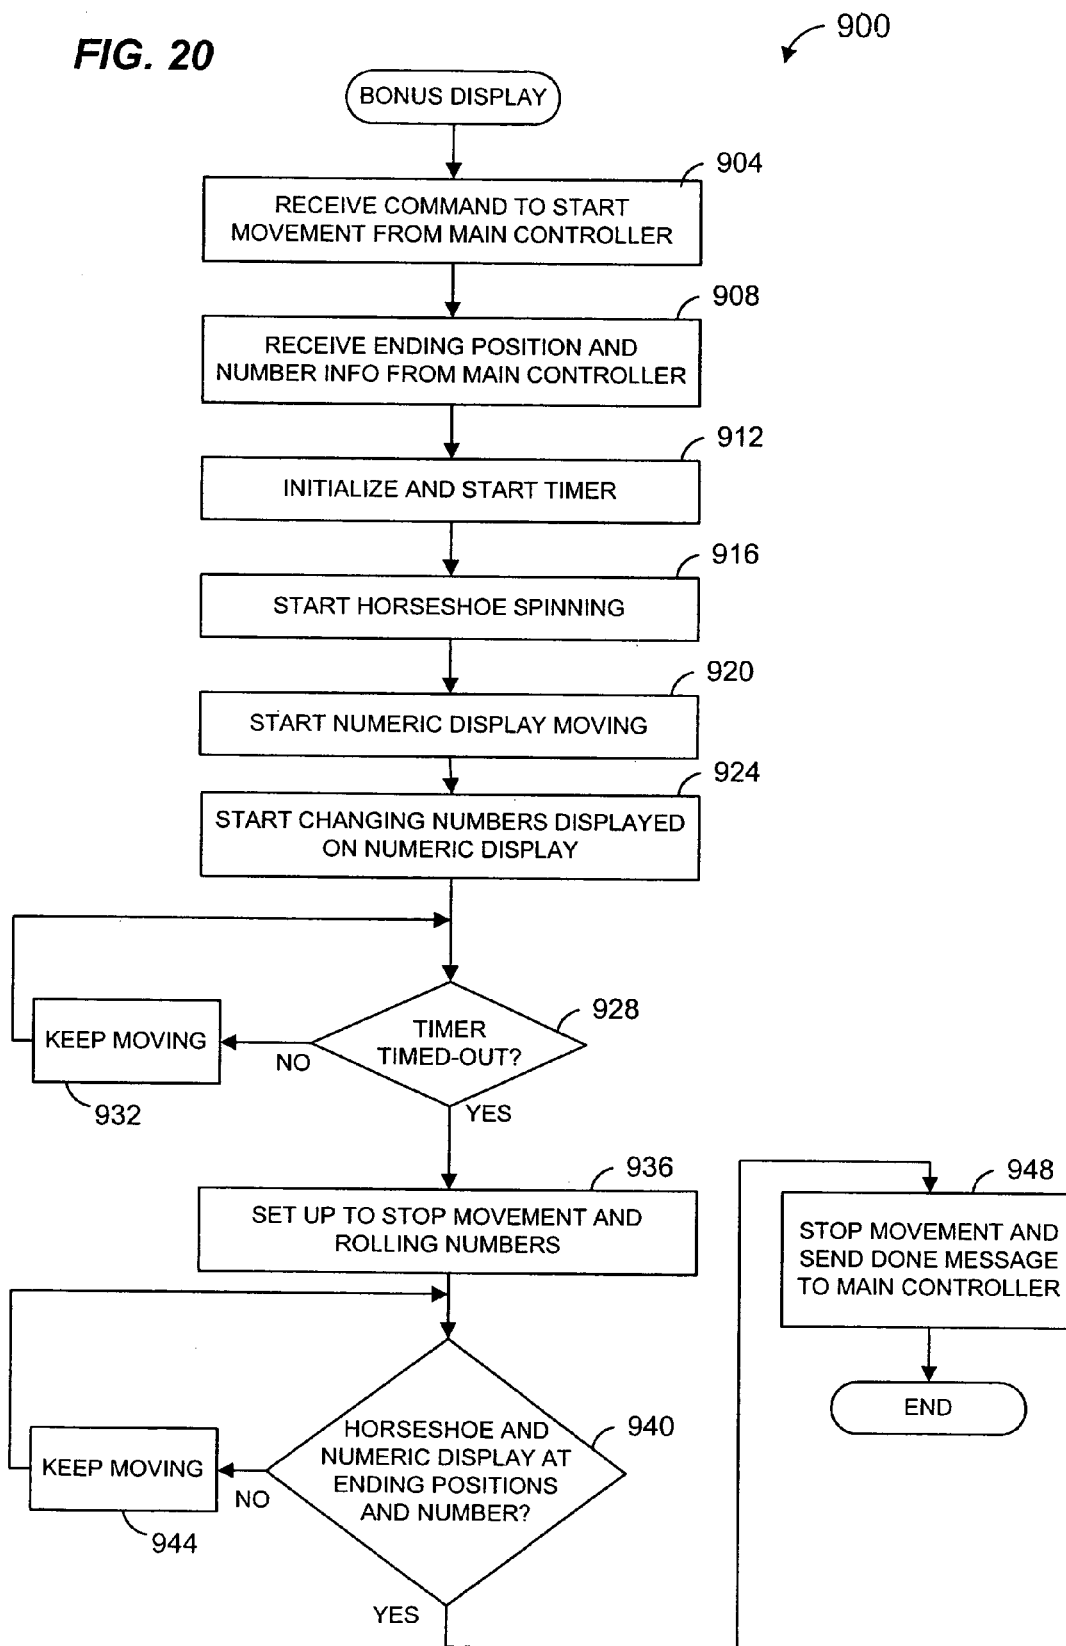 FIG. 20
900
BONUS DISPLAY
904
RECEIVE COMMAND TO START
MOVEMENT FROM MAIN CONTROLLER
908
RECEIVE ENDING POSITION AND
NUMBER INFO FROM MAIN CONTROLLER
912
INITIALIZE AND START TIMER
916
START HORSESHOE SPINNING
920
START NUMERIC DISPLAY MOVING
924
START CHANGING NUMBERS DISPLAYED
ON NUMERIC DISPLAY
928
TIMER
TIMED-OUT?
NO
KEEP MOVING
932
YES
936
SET UP TO STOP MOVEMENT AND
ROLLING NUMBERS
940
HORSESHOE AND
NUMERIC DISPLAY AT
ENDING POSITIONS
AND NUMBER?
NO
KEEP MOVING
944
YES
948
STOP MOVEMENT AND
SEND DONE MESSAGE
TO MAIN CONTROLLER
END